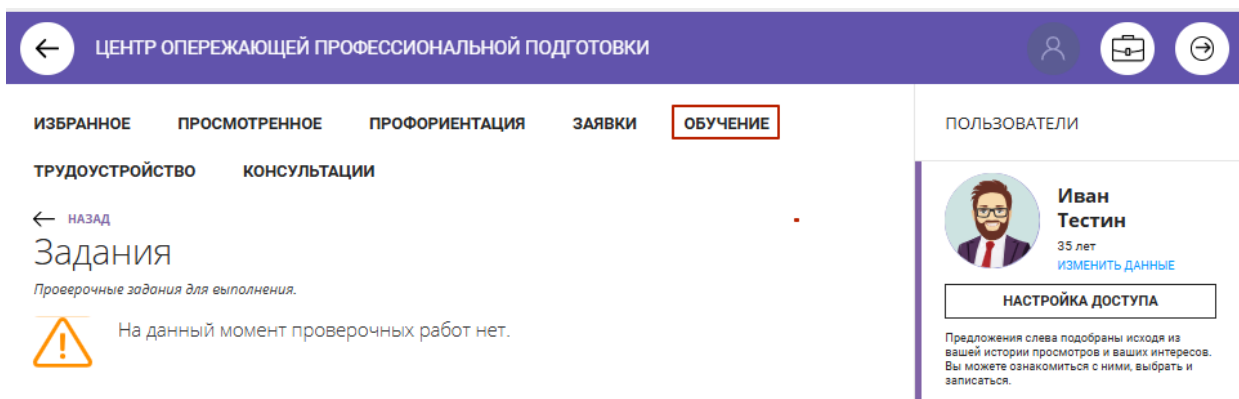 ЦЕНТР ОПЕРЕЖАЮЩЕЙ ПРОФЕССИОНАЛЬНОЙ ПОДГОТОВКИ
ИЗБРАННОЕ ПРОСМОТРЕННОЕ ПРОФОРИЕНТАЦИЯ ЗАЯВКИ ОБУЧЕНИЕ
ТРУДОУСТРОЙСТВО КОНСУЛЬТАЦИИ
НАЗАД
Задания
Проверочные задания для выполнения.
На данный момент проверочных работ нет.
ПОЛЬЗОВАТЕЛИ
Иван
Тестин
35 лет
ИЗМЕНИТЬ ДАННЫЕ
НАСТРОЙКА ДОСТУПА
Предложения слева подобраны исходя из
вашей истории просмотров и ваших интересов.
Вы можете ознакомиться с ними, выбрать и
записаться.